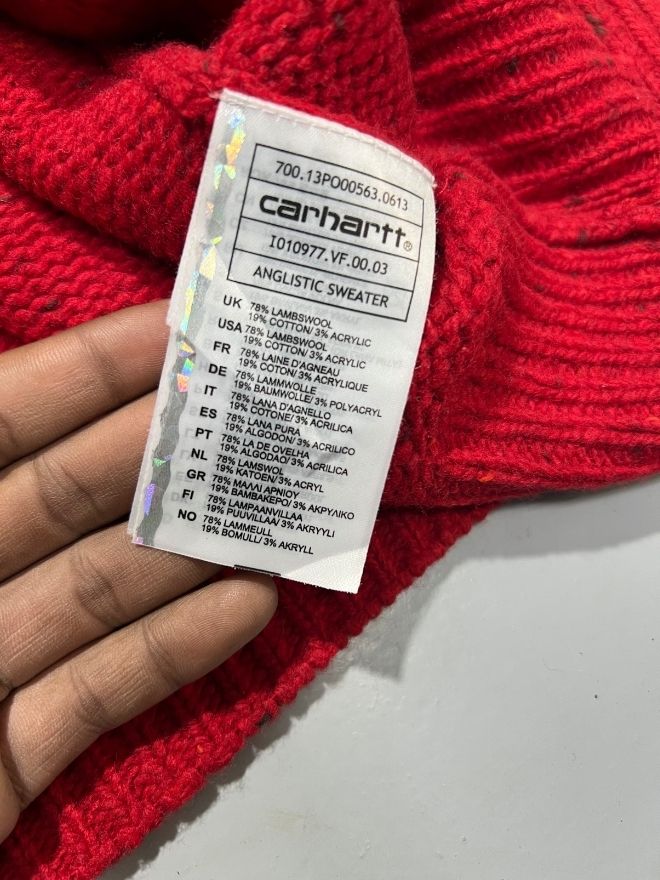 700.13PO00563.0613
carhartt®
I010977.VF.00.03
ANGLISTIC SWEATER
UK 78% LAMBSWOOL
19% COTTON/ 3% ACRYLIC
USA 78% LAMBSWOOL
19% COTTON/ 3% ACRYLIC
FR 78% LAINE D'AGNEAU
19% COTON/ 3% ACRYLIQUE
DE 78% LAMMWOLLE
19% BAUMWOLLE/ 3% POLYACRYL
IT 78% LANA D'AGNELLO
19% COTONE/ 3% ACRILICA
ES 78% LANA PURA
19% ALGODÓN/ 3% ACRILICO
PT 78% LA DE OVELHA
19% ALGODAO/ 3% ACRILICA
NL 78% LAMSWOL
19% KATOEN/ 3% ACRYL
GR 78% ΜΑΛΛΙ ΑΡΝΙΟΥ
19% ΒΑΜΒΑΚΕΡΟ/ 3% ΑΚΡΥΛΙΚΟ
FI 78% LAMPAANVILLAA
19% PUUVILLAA/ 3% AKRYYLI
NO 78% LAMMEULL
19% BOMULL/ 3% AKRYLL